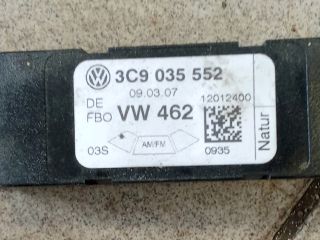 3C9 035 552
09.03.07
DE 12012400
FBO VW 462
Natur
AM/FM
03S 0935